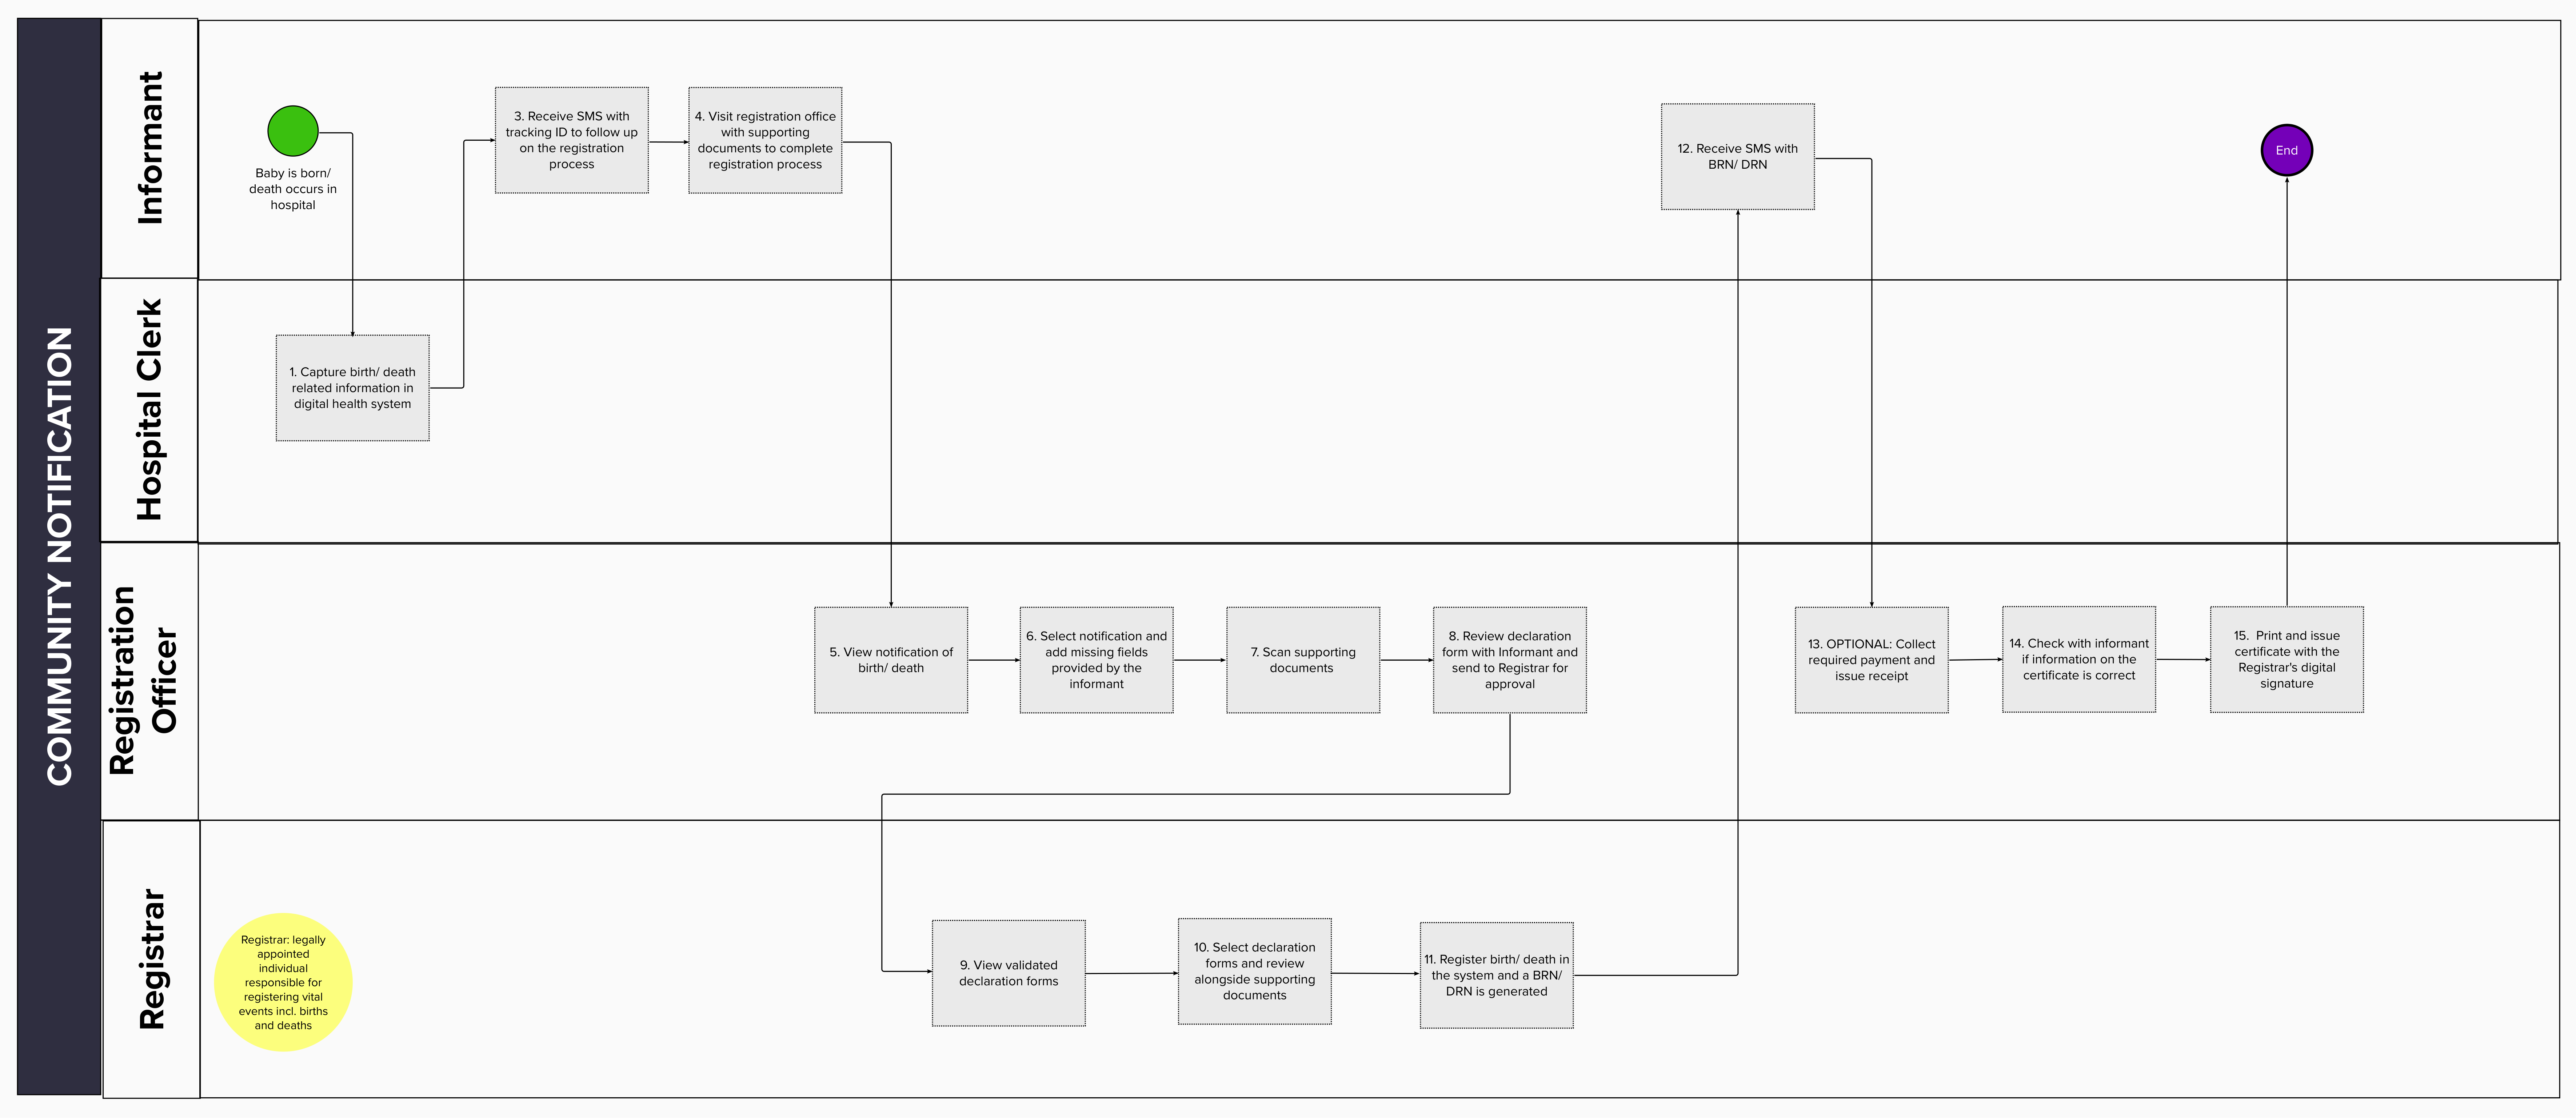 COMMUNITY NOTIFICATION
Informant
Baby is born/
death occurs in
hospital
3. Receive SMS with
tracking ID to follow up
on the registration
process
4. Visit registration office
with supporting
documents to complete
registration process
12. Receive SMS with
BRN/ DRN
End
Hospital Clerk
1. Capture birth/ death
related information in
digital health system
Registration
Officer
5. View notification of
birth/ death
6. Select notification and
add missing fields
provided by the
informant
7. Scan supporting
documents
8. Review declaration
form with Informant and
send to Registrar for
approval
13. OPTIONAL: Collect
required payment and
issue receipt
14. Check with informant
if information on the
certificate is correct
15. Print and issue
certificate with the
Registrar's digital
signature
Registrar
Registrar: legally
appointed
individual
responsible for
registering vital
events incl. births
and deaths
9. View validated
declaration forms
10. Select declaration
forms and review
alongside supporting
documents
11. Register birth/ death in
the system and a BRN/
DRN is generated